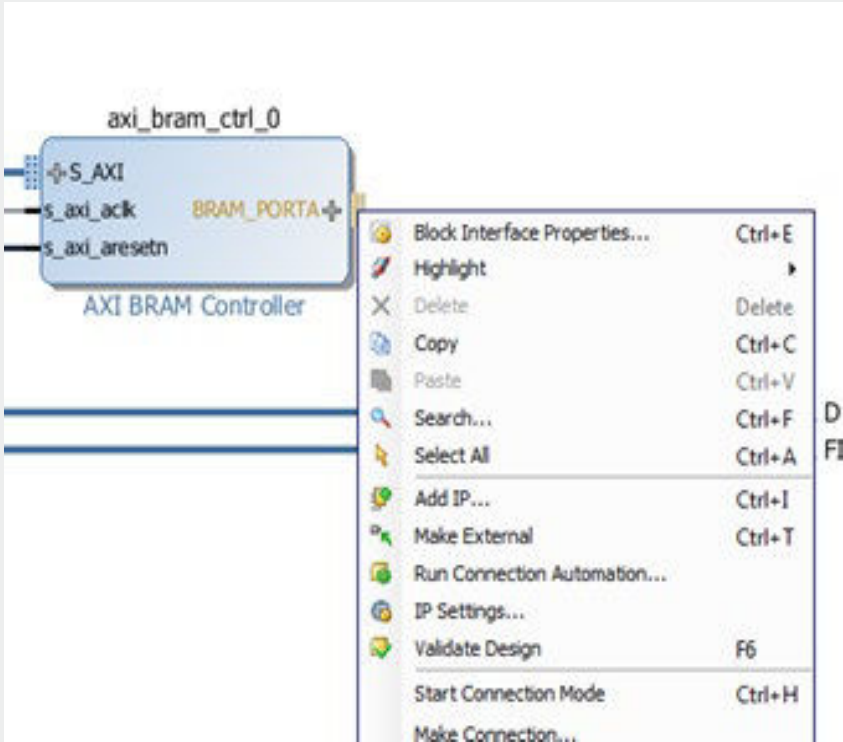 axi_bram_ctrl_0
S_AXI
s_axi_aclk BRAM_PORTA
s_axi_aresetn
AXI BRAM Controller
Block Interface Properties... Ctrl+E
Highlight
Delete Delete
Copy Ctrl+C
Paste Ctrl+V
Search... Ctrl+F D
Select All Ctrl+A FI
Add IP... Ctrl+I
Make External Ctrl+T
Run Connection Automation...
IP Settings...
Validate Design F6
Start Connection Mode Ctrl+H
Make Connection...